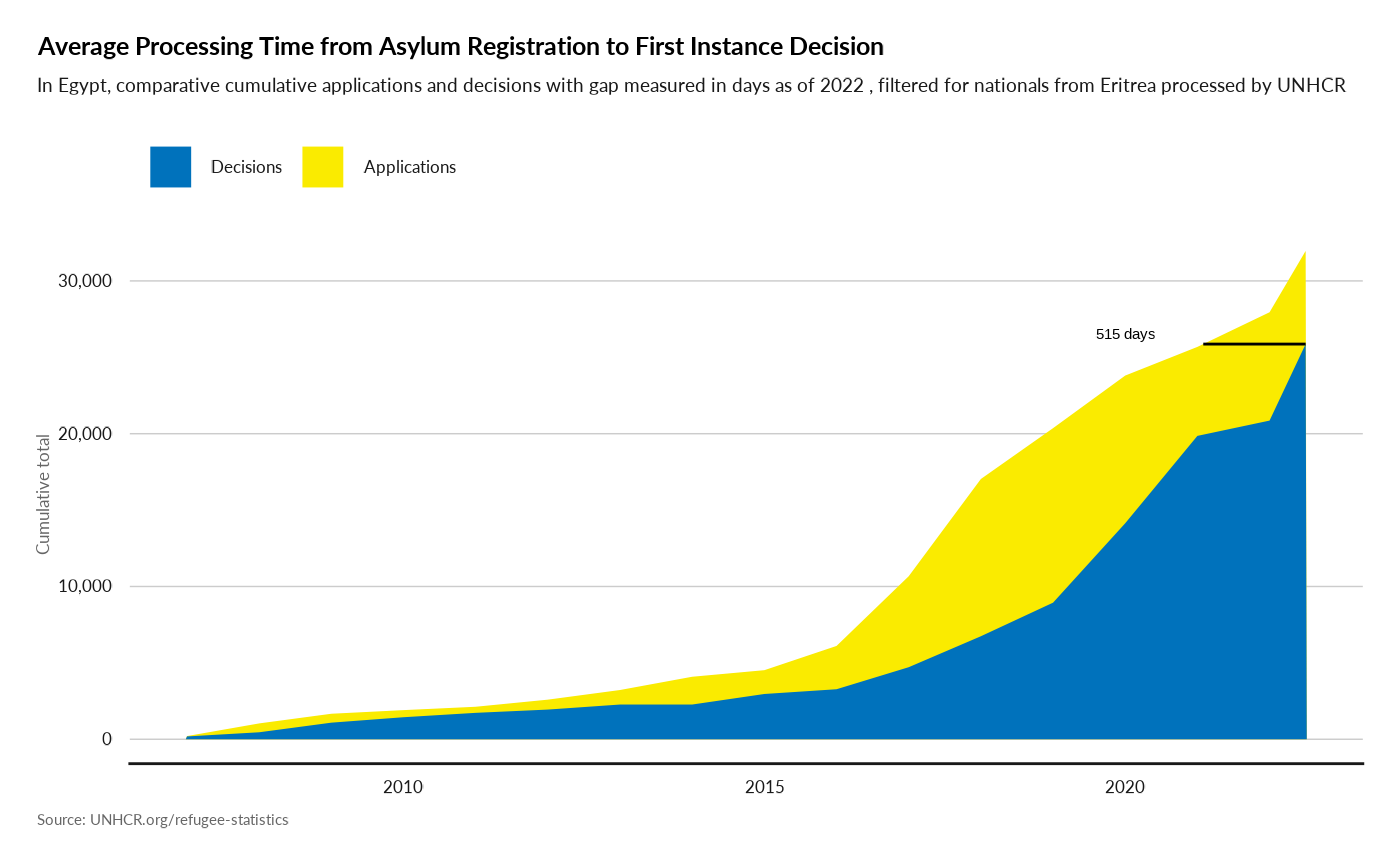 Average Processing Time from Asylum Registration to First Instance Decision
In Egypt, comparative cumulative applications and decisions with gap measured in days as of 2022 , filtered for nationals from Eritrea processed by UNHCR
Decisions
Applications
30,000
515 days
20,000
Cumulative total
10,000
0
2010
2015
2020
Source: UNHCR.org/refugee-statistics